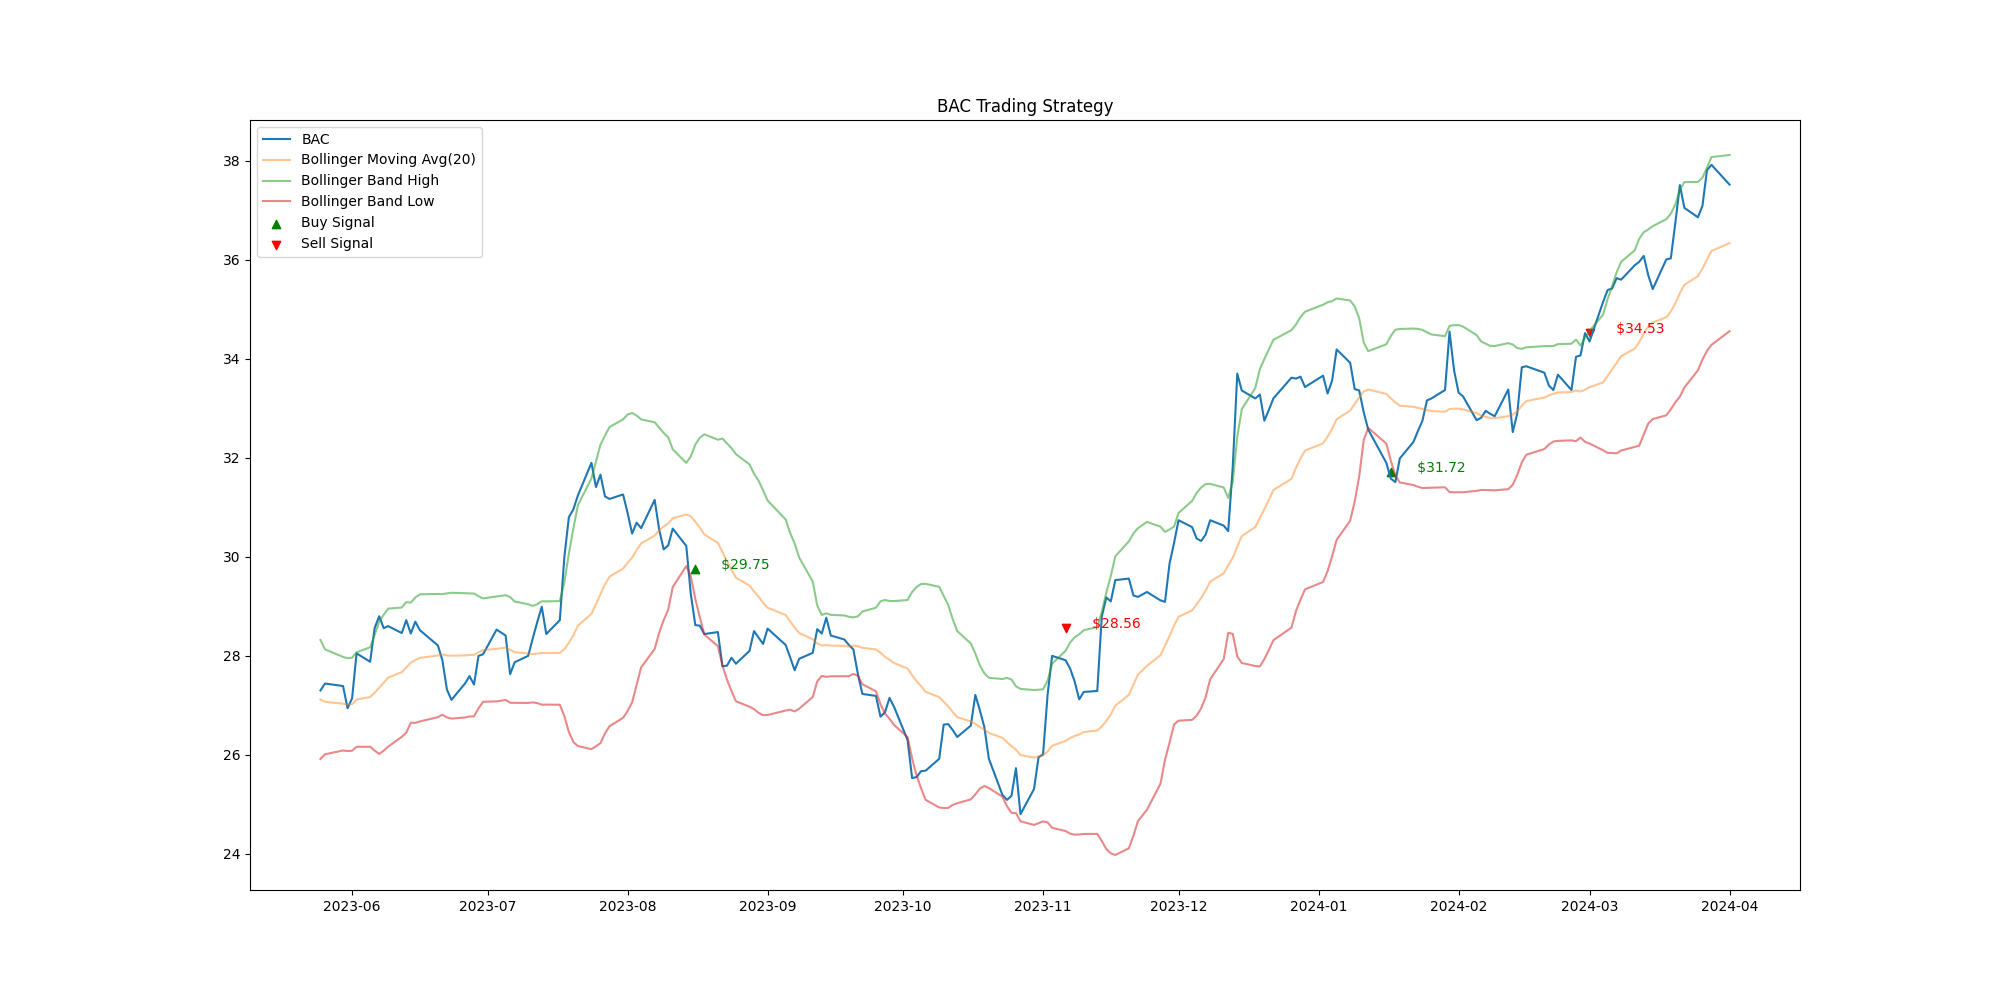 BAC Trading Strategy
BAC
Bollinger Moving Avg(20)
Bollinger Band High
Bollinger Band Low
Buy Signal
Sell Signal
38
36
34
32
30
28
26
24
$34.53
$31.72
$29.75
$28.56
2023-06 2023-07 2023-08 2023-09 2023-10 2023-11 2023-12 2024-01 2024-02 2024-03 2024-04